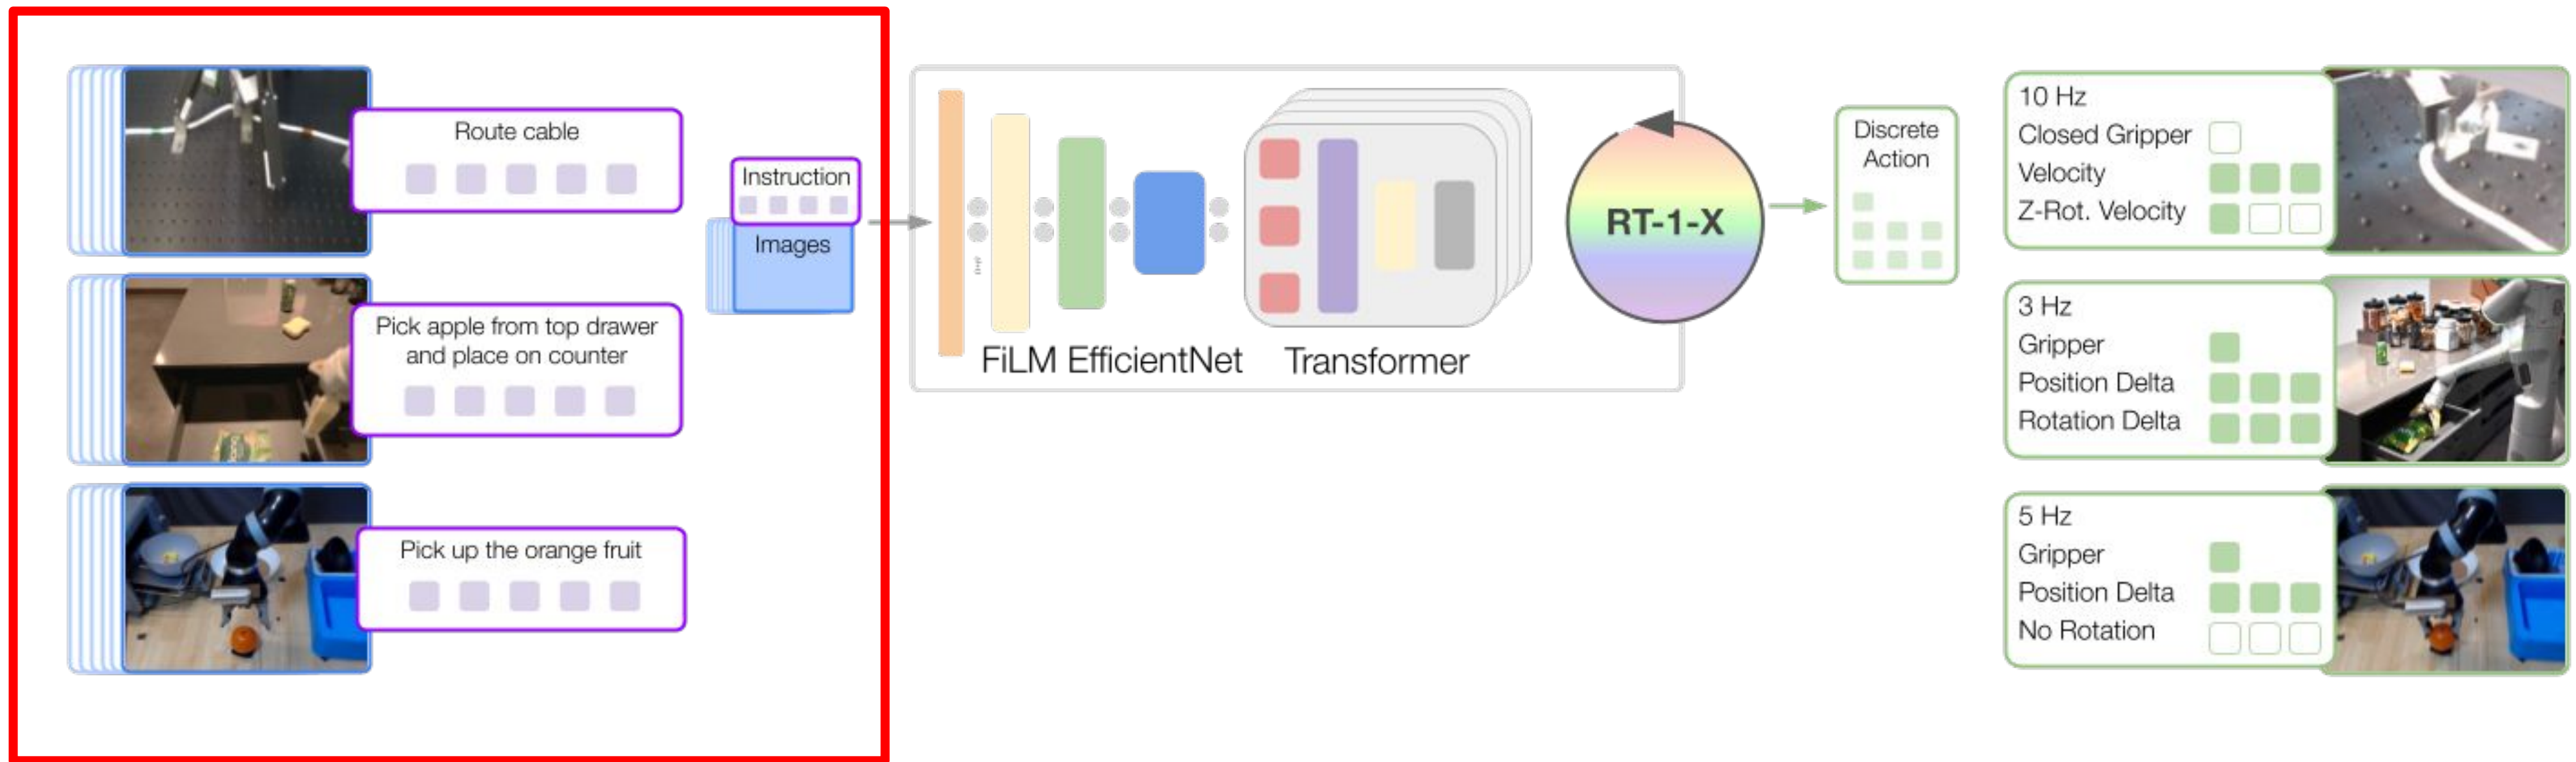 Route cable
Pick apple from top drawer
and place on counter
Pick up the orange fruit
Instruction
Images
FiLM EfficientNet
Transformer
RT-1-X
Discrete
Action
10 Hz
Closed Gripper
Velocity
Z-Rot. Velocity
3 Hz
Gripper
Position Delta
Rotation Delta
5 Hz
Gripper
Position Delta
No Rotation